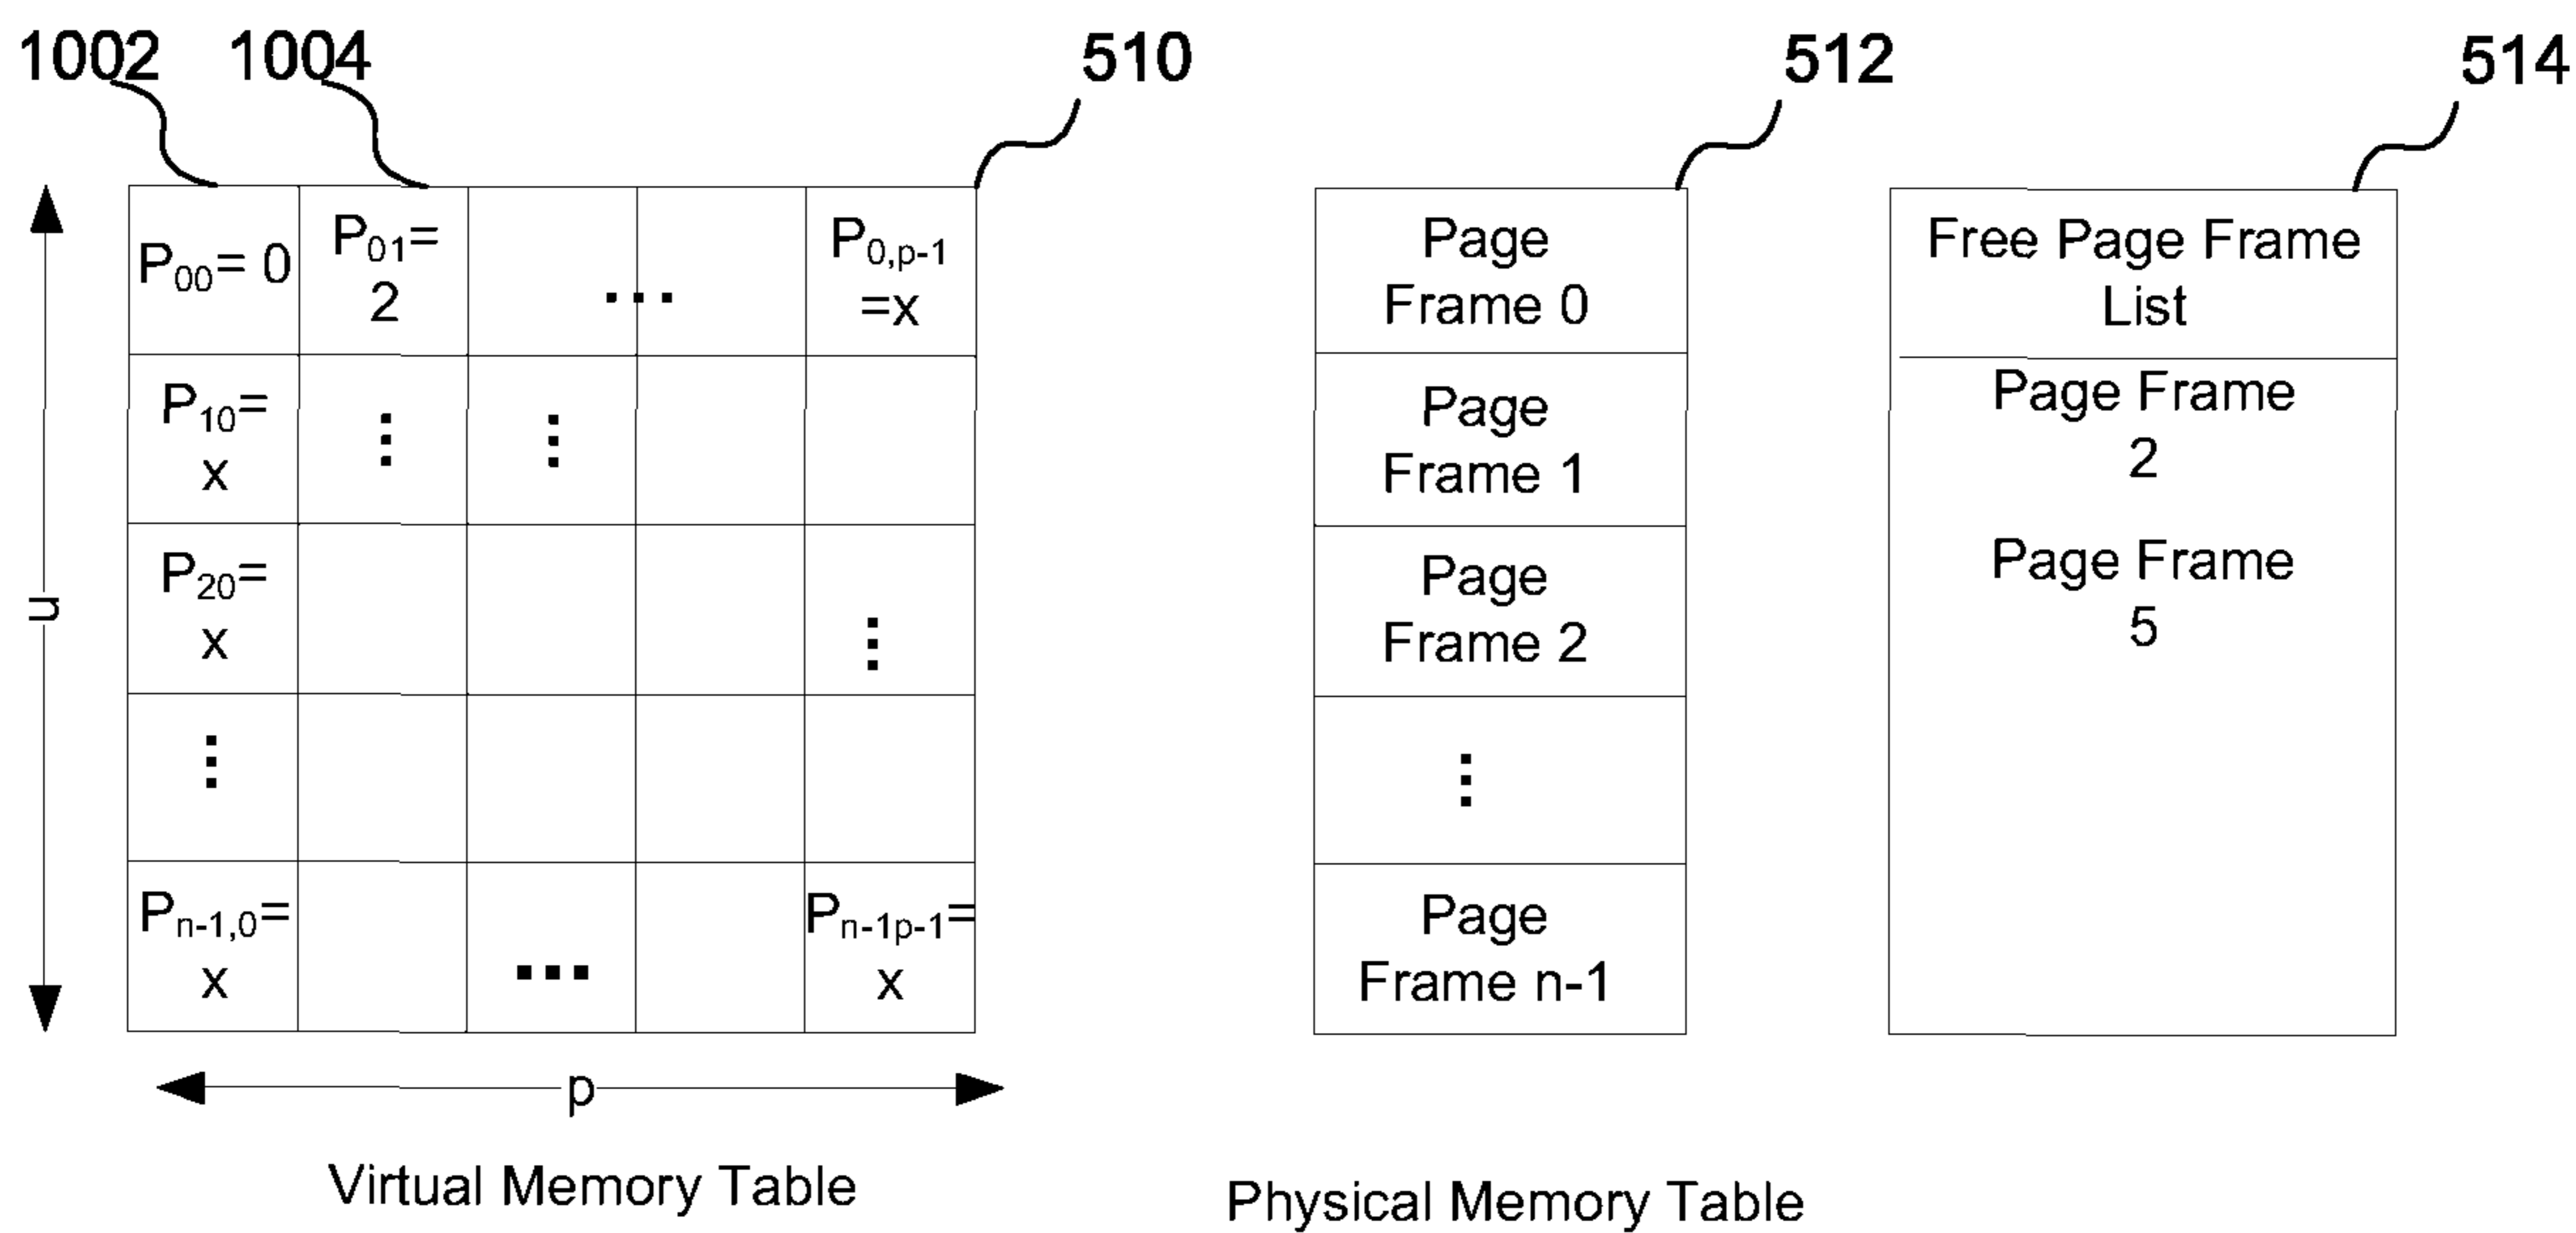 1002 1004 510 512 514
P00= 0
P01=
2
...
P0,p-1
=x
P10=
x
P20=
x
Pn-1,0=
x
...
Pn-1p-1=
x
n
p
Virtual Memory Table
Page
Frame 0
Page
Frame 1
Page
Frame 2
Page
Frame n-1
Physical Memory Table
Free Page Frame
List
Page Frame
2
Page Frame
5